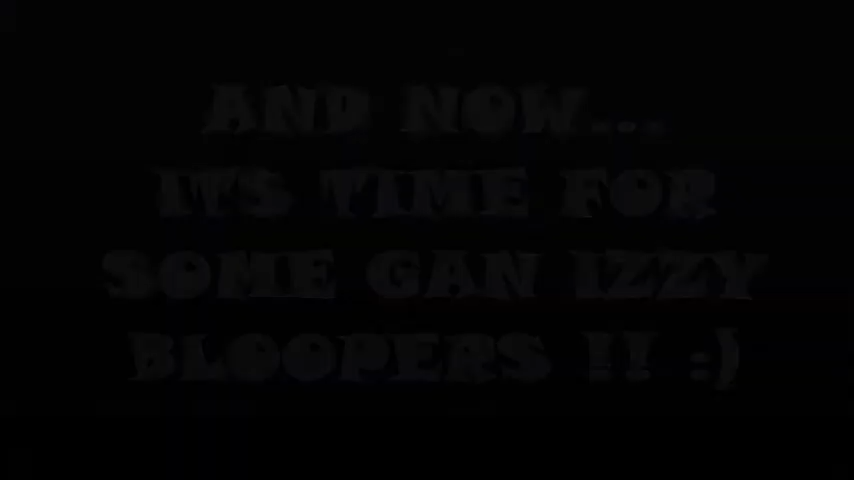 AND NOW...
ITS TIME FOR
SOME GAN IZZY
BLOOPERS !! :)